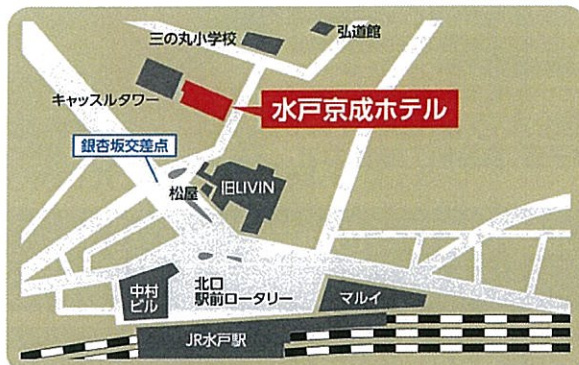 弘道館
三の丸小学校
キャッスルタワー
水戸京成ホテル
銀杏坂交差点
松屋
旧LIVIN
中村
ビル
北口
駅前ロータリー
マルイ
JR水戸駅